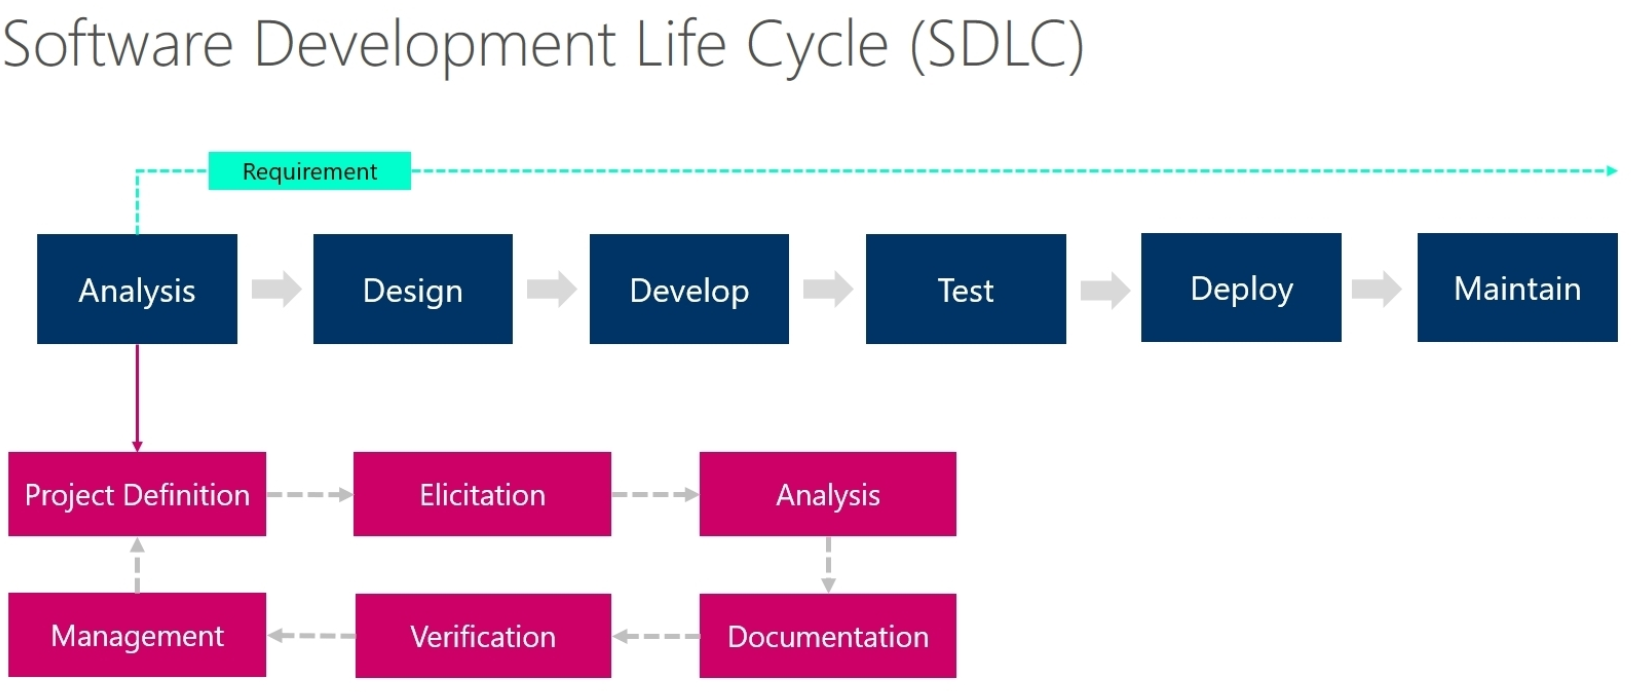 Software Development Life Cycle (SDLC)
Requirement
Analysis
Design
Develop
Test
Deploy
Maintain
Project Definition
Elicitation
Analysis
Management
Verification
Documentation